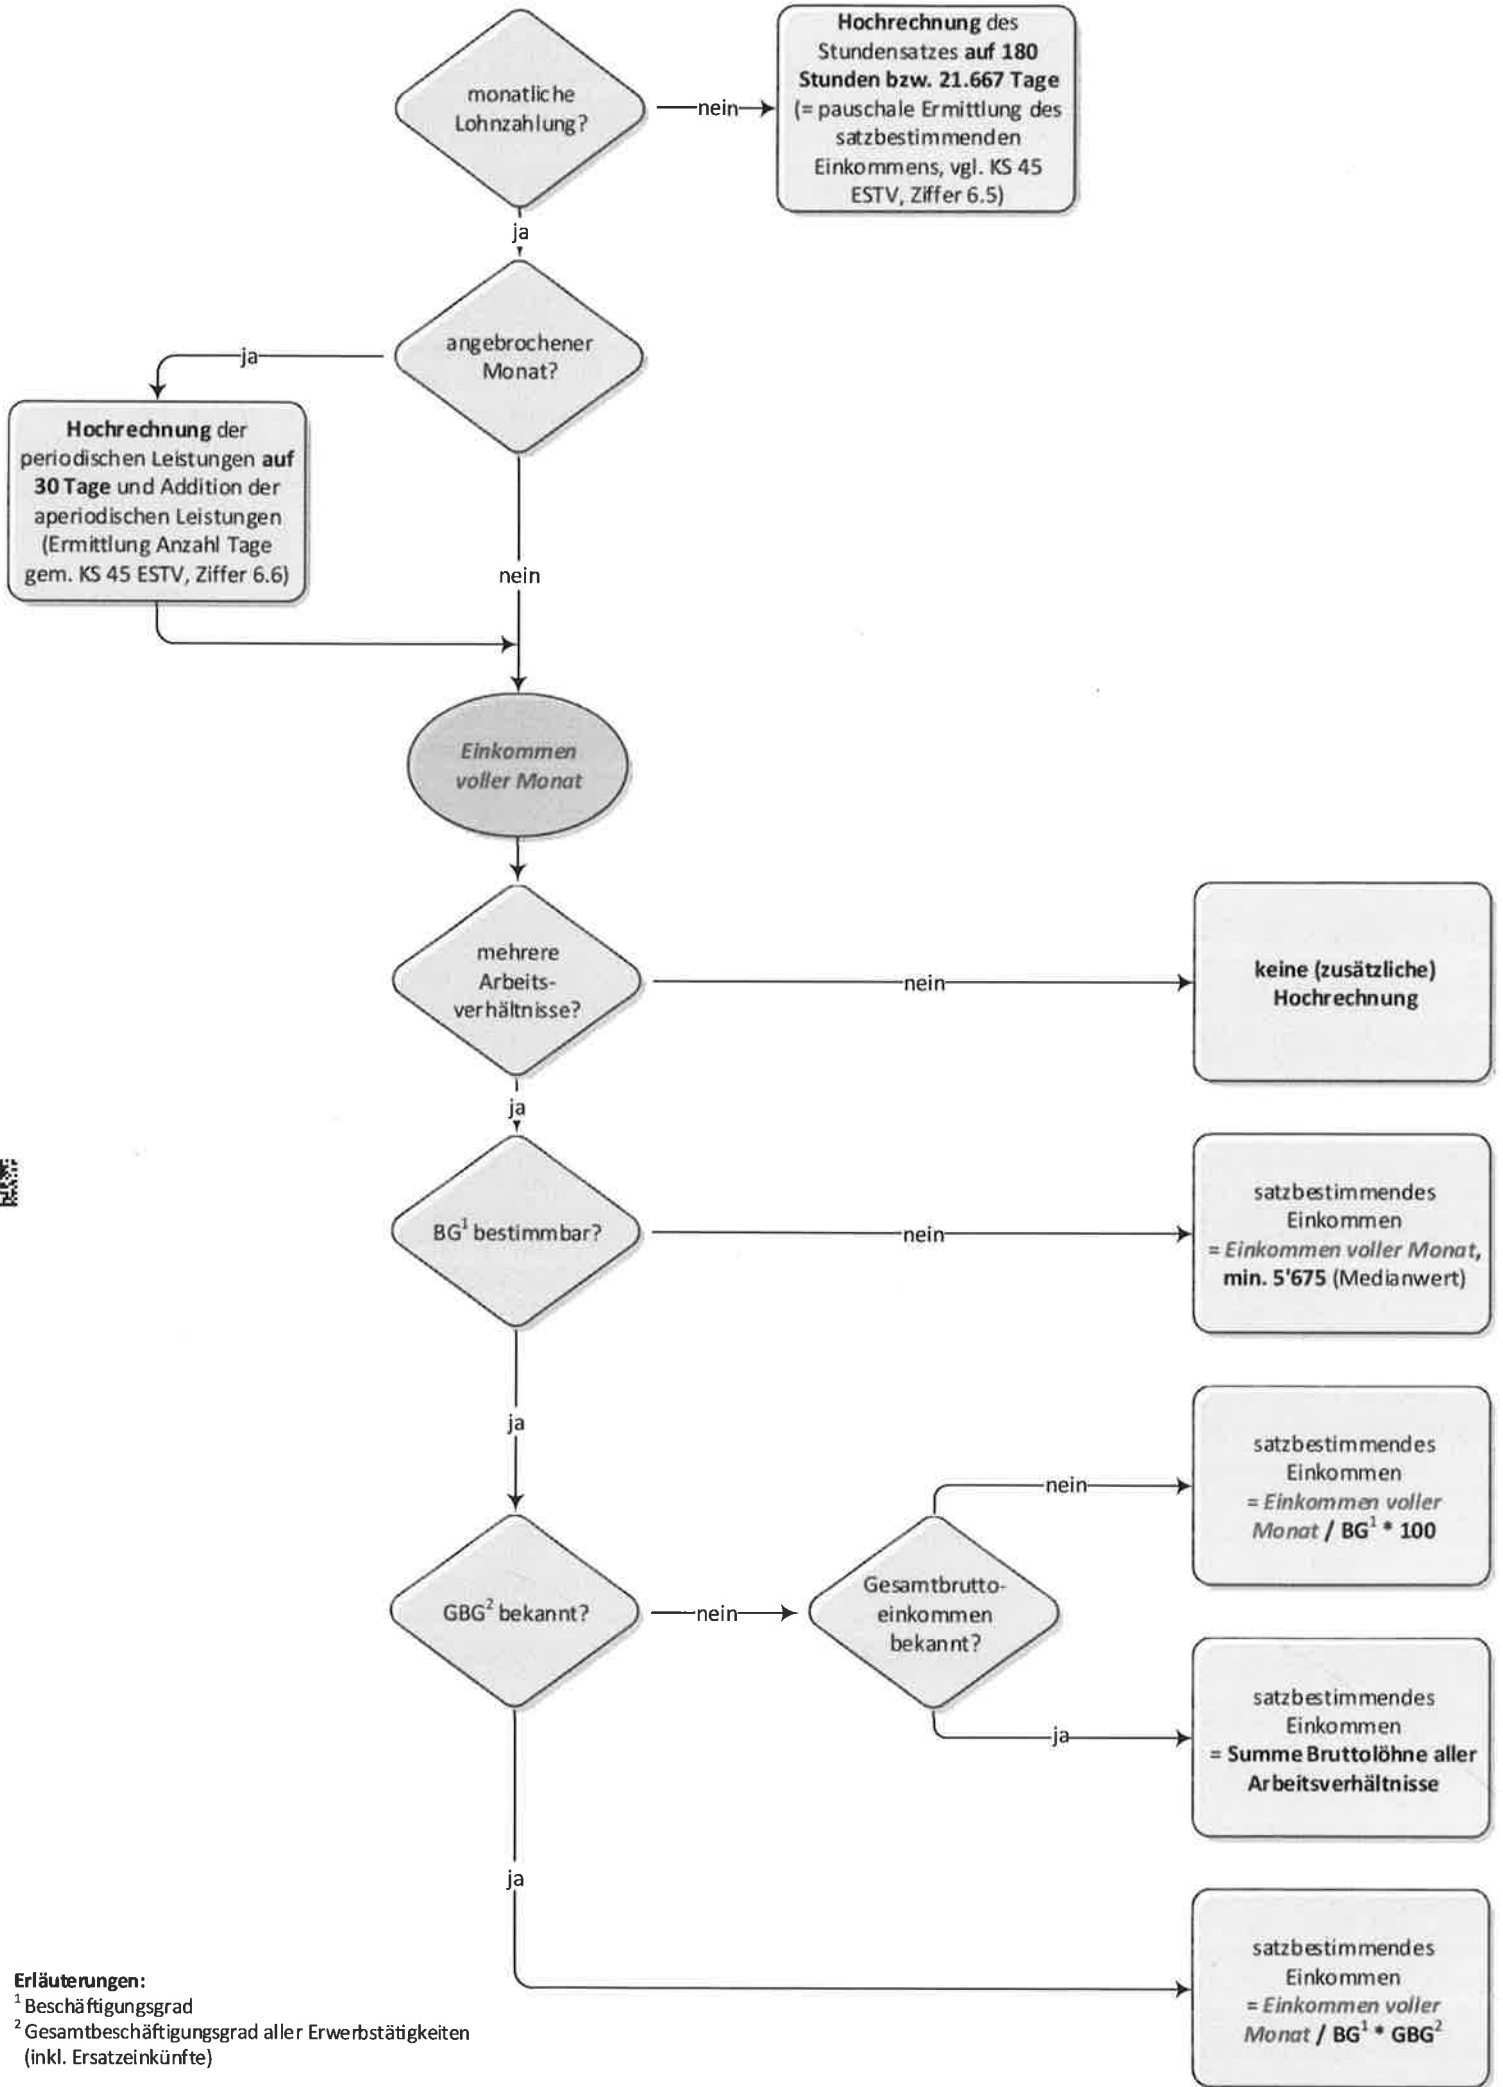 monatliche
Lohnzahlung?
nein
Hochrechnung des
Stundensatzes auf 180
Stunden bzw. 21.667 Tage
(= pauschale Ermittlung des
satzbestimmenden
Einkommens, vgl. KS 45
ESTV, Ziffer 6.5)
ja
angebrochener
Monat?
ja
Hochrechnung der
periodischen Leistungen auf
30 Tage und Addition der
aperiodischen Leistungen
(Ermittlung Anzahl Tage
gem. KS 45 ESTV, Ziffer 6.6)
nein
Einkommen
voller Monat
mehrere
Arbeits-
verhältnisse?
nein
keine (zusätzliche)
Hochrechnung
ja
BG¹ bestimmbar?
nein
satzbestimmendes
Einkommen
= Einkommen voller Monat,
min. 5'675 (Medianwert)
ja
GBG² bekannt?
nein
Gesamtbrutto-
einkommen
bekannt?
nein
satzbestimmendes
Einkommen
= Einkommen voller
Monat / BG¹ * 100
ja
satzbestimmendes
Einkommen
= Summe Bruttolöhne aller
Arbeitsverhältnisse
ja
satzbestimmendes
Einkommen
= Einkommen voller
Monat / BG¹ * GBG²
Erläuterungen:
¹ Beschäftigungsgrad
² Gesamtbeschäftigungsgrad aller Erwerbstätigkeiten
(inkl. Ersatzeinkünfte)